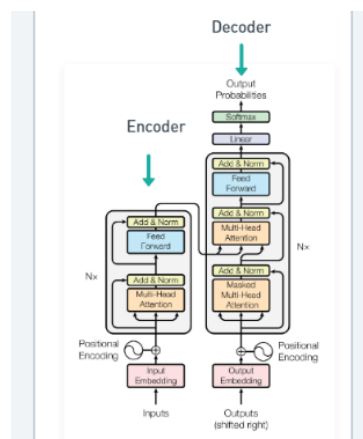 Decoder
Output
Probabilities
Softmax
Linear
Encoder
Add & Norm
Feed
Forward
Add & Norm
Multi-Head
Attention
Nx
Add & Norm
Masked
Multi-Head
Attention
Add & Norm
Feed
Forward
Nx
Add & Norm
Multi-Head
Attention
Positional
Encoding
Positional
Encoding
Input
Embedding
Output
Embedding
Inputs
Outputs
(shifted right)